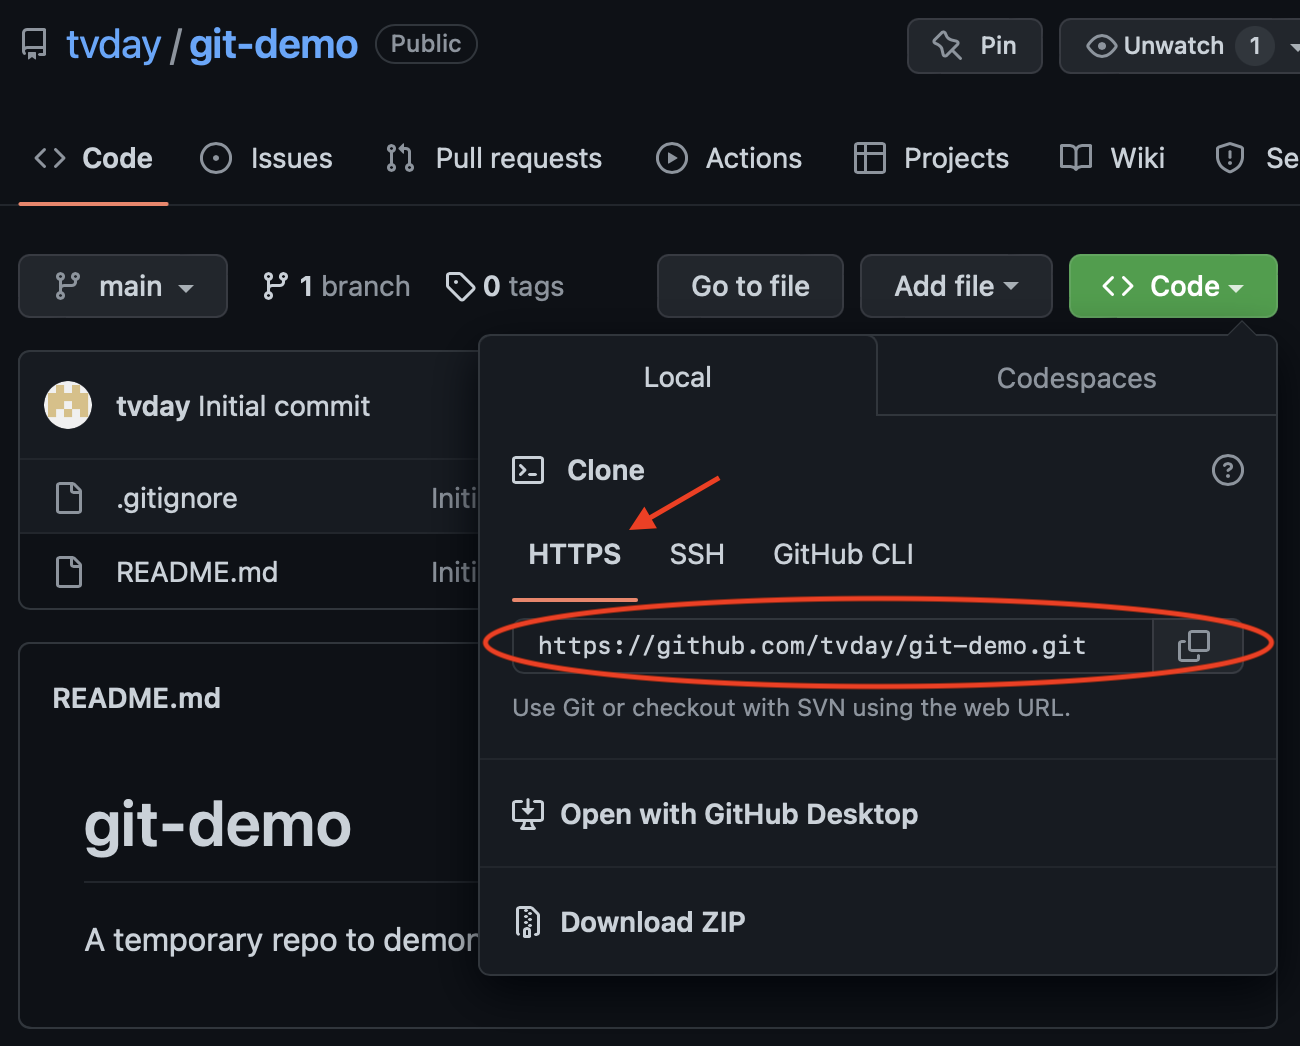 tvday / git-demo Public
Pin
Unwatch 1
Code
Issues
Pull requests
Actions
Projects
Wiki
Se
main
1 branch
0 tags
Go to file
Add file
Code
tvday Initial commit
.gitignore Initi
README.md Initi
Local
Codespaces
Clone
HTTPS
SSH
GitHub CLI
https://github.com/tvday/git-demo.git
Use Git or checkout with SVN using the web URL.
Open with GitHub Desktop
Download ZIP
README.md
git-demo
A temporary repo to demon